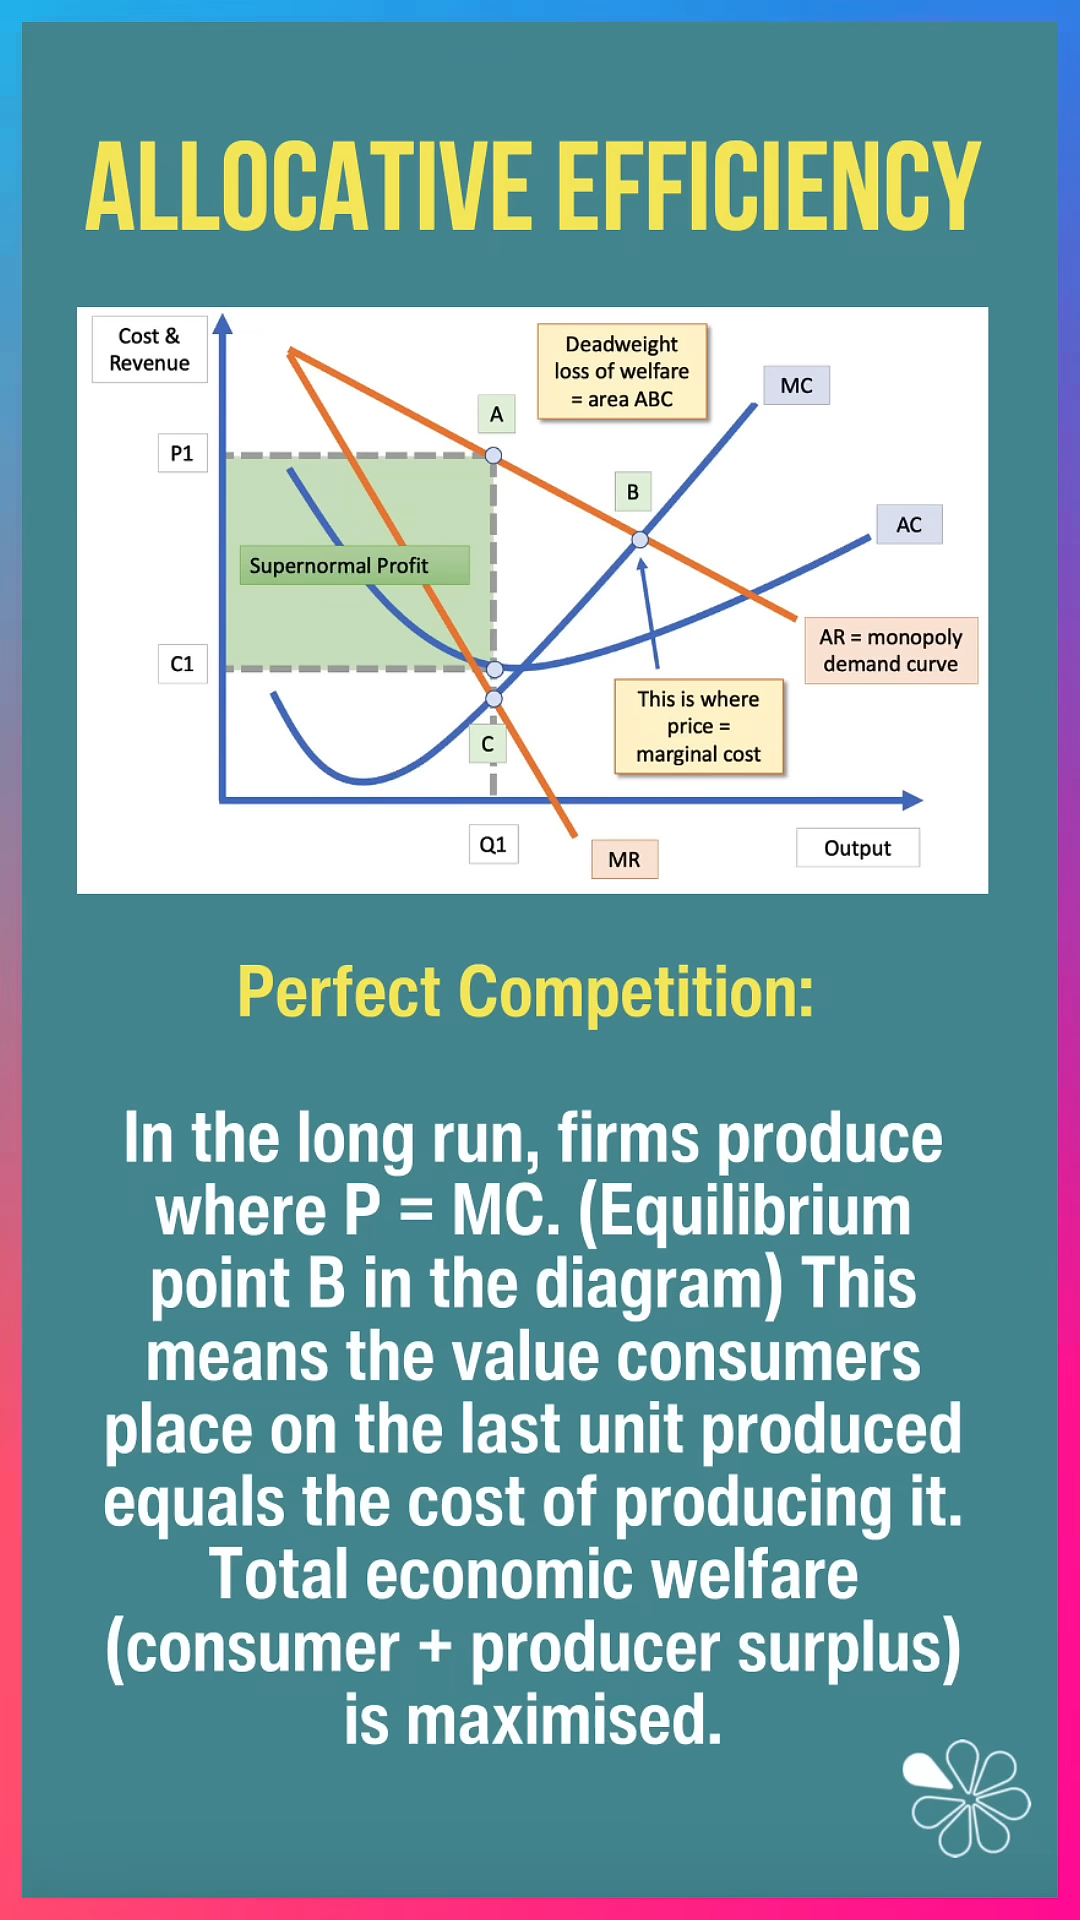 ALLOCATIVE EFFICIENCY
Cost &
Revenue
Deadweight
loss of welfare
= area ABC
MC
A
P1
B
AC
Supernormal Profit
AR = monopoly
demand curve
C1
This is where
price =
marginal cost
C
Q1
MR
Output
Perfect Competition:
In the long run, firms produce
where P = MC. (Equilibrium
point B in the diagram) This
means the value consumers
place on the last unit produced
equals the cost of producing it.
Total economic welfare
(consumer + producer surplus)
is maximised.